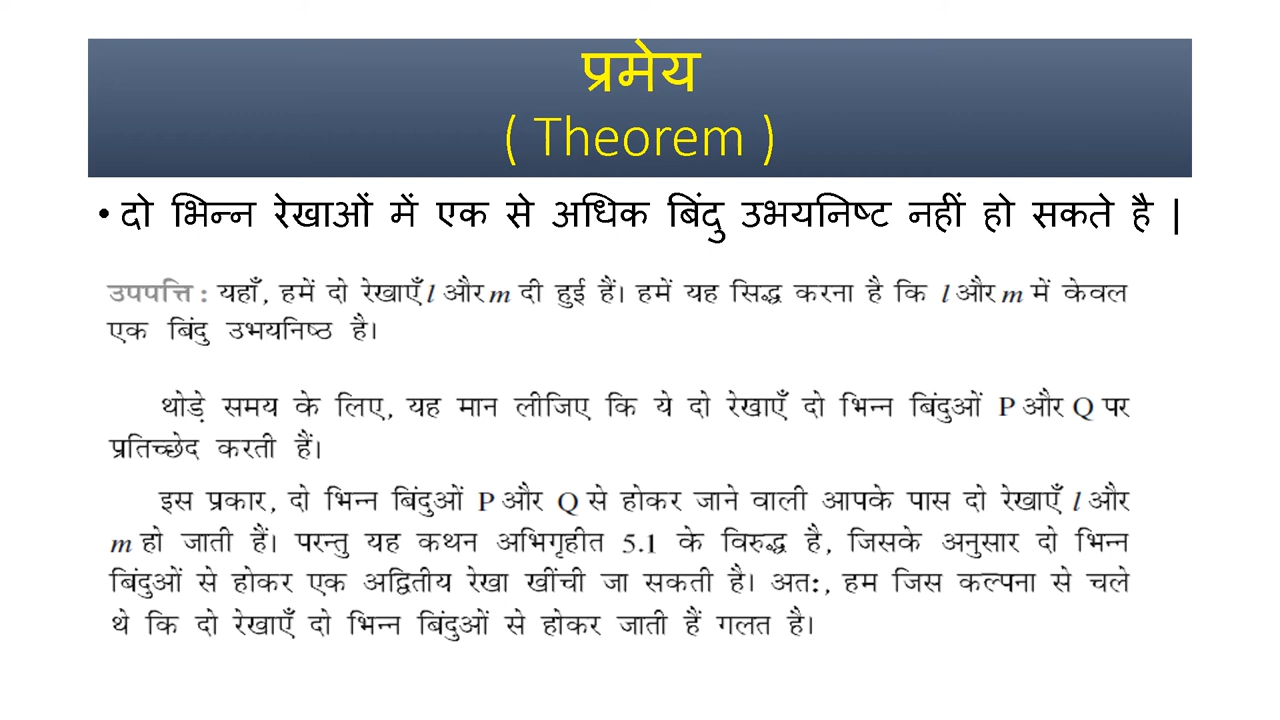 प्रमेय
( Theorem )
• दो भिन्न रेखाओं में एक से अधिक बिंदु उभयनिष्ट नहीं हो सकते है |
उपपत्ति : यहाँ, हमें दो रेखाएँ l और m दी हुई हैं। हमें यह सिद्ध करना है कि l और m में केवल
एक बिंदु उभयनिष्ठ है।
थोड़े समय के लिए, यह मान लीजिए कि ये दो रेखाएँ दो भिन्न बिंदुओं P और Q पर
प्रतिच्छेद करती हैं।
इस प्रकार, दो भिन्न बिंदुओं P और Q से होकर जाने वाली आपके पास दो रेखाएँ l और
m हो जाती हैं। परन्तु यह कथन अभिगृहीत 5.1 के विरुद्ध है, जिसके अनुसार दो भिन्न
बिंदुओं से होकर एक अद्वितीय रेखा खींची जा सकती है। अत:, हम जिस कल्पना से चले
थे कि दो रेखाएँ दो भिन्न बिंदुओं से होकर जाती हैं गलत है।